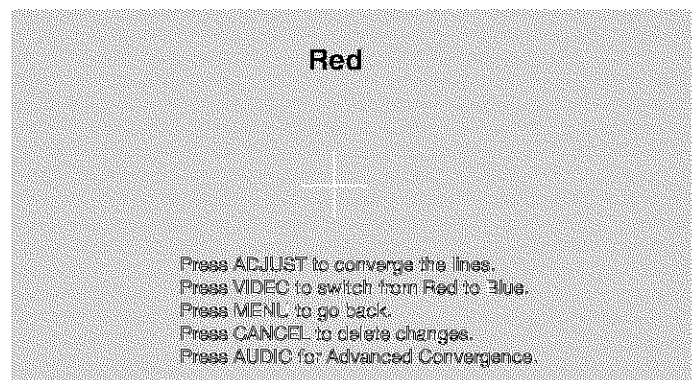 Red
Press ADJUST to converge the lines.
Press VIDEO to switch from Red to Blue.
Press MENU to go back.
Press CANCEL to delete changes.
Press AUDIO for Advanced Convergence.